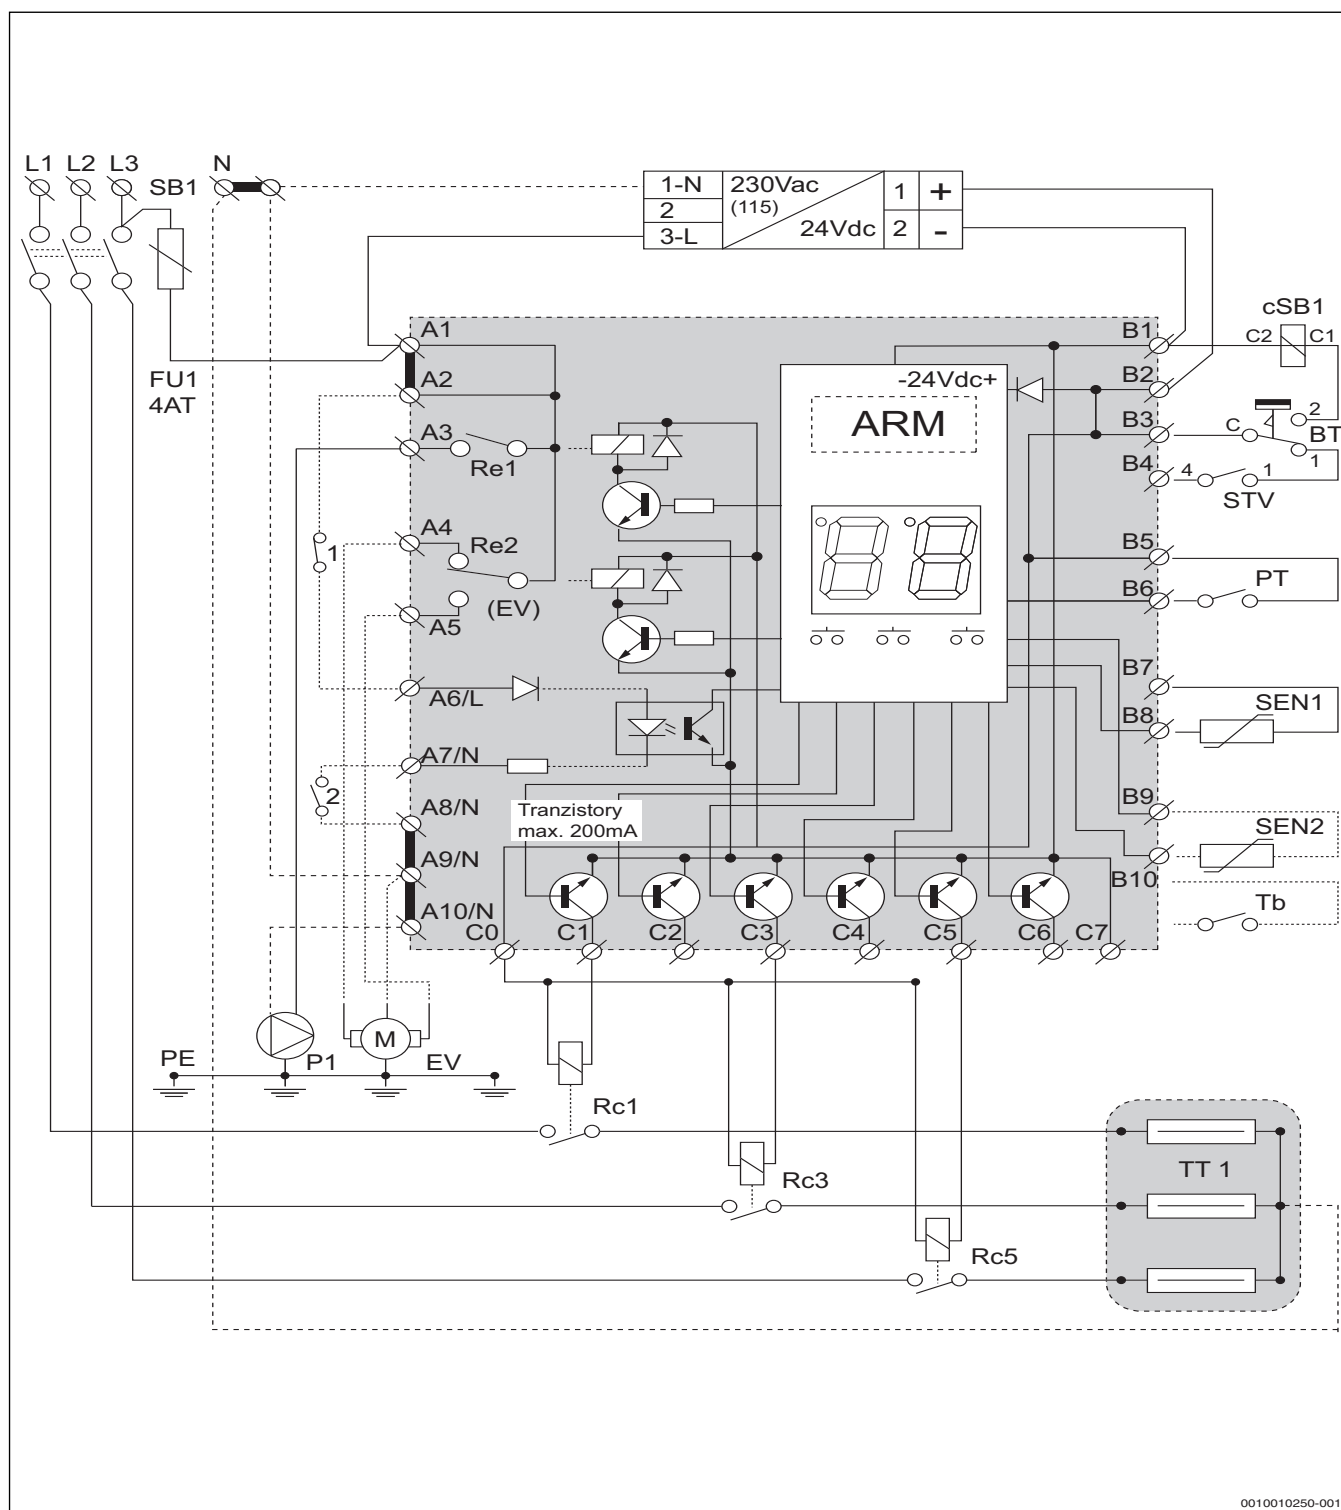 L1 L2 L3 N
SB1
1-N 230Vac 1 +
2 (115)
3-L 24Vdc 2 -
FU1
4AT
A1
A2
A3
Re1
A4
Re2
(EV)
A5
A6/L
A7/N
A8/N
A9/N
A10/N
1
2
-24Vdc+
ARM
Tranzistory
max. 200mA
B1
B2
B3
B4
B5
B6
B7
B8
B9
B10
cSB1
C2 C1
2
C BT
1
4 1
STV
PT
SEN1
SEN2
Tb
C0 C1 C2 C3 C4 C5 C6 C7
M
PE P1 EV
Rc1
Rc3
Rc5
TT 1
0010010250-001